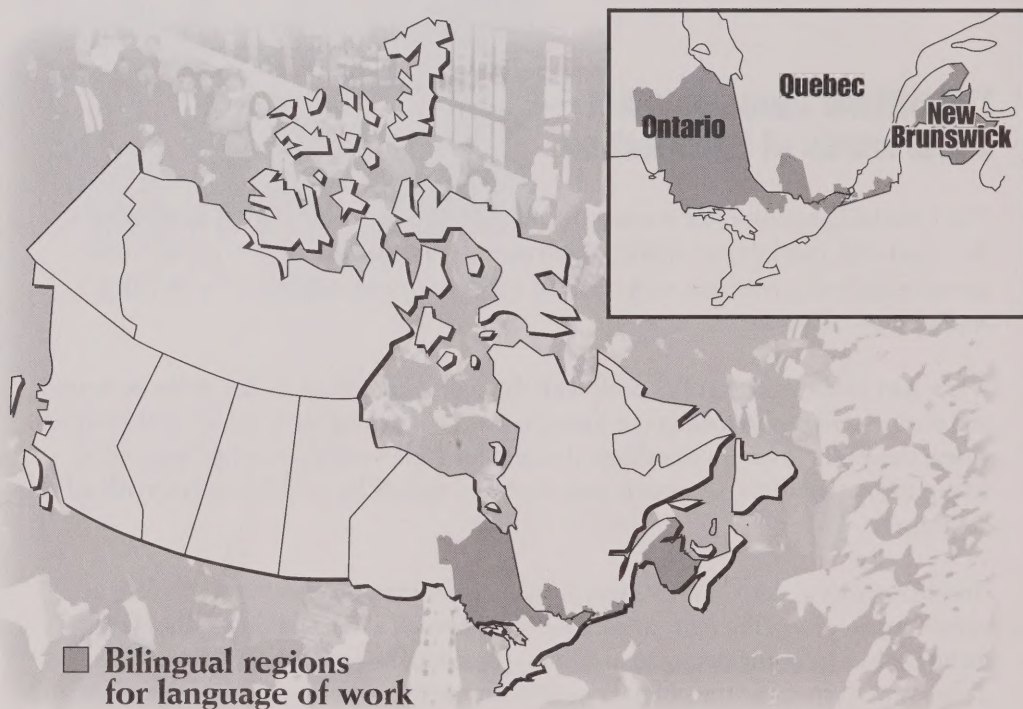 Quebec
Ontario
New
Brunswick
Bilingual regions
for language of work